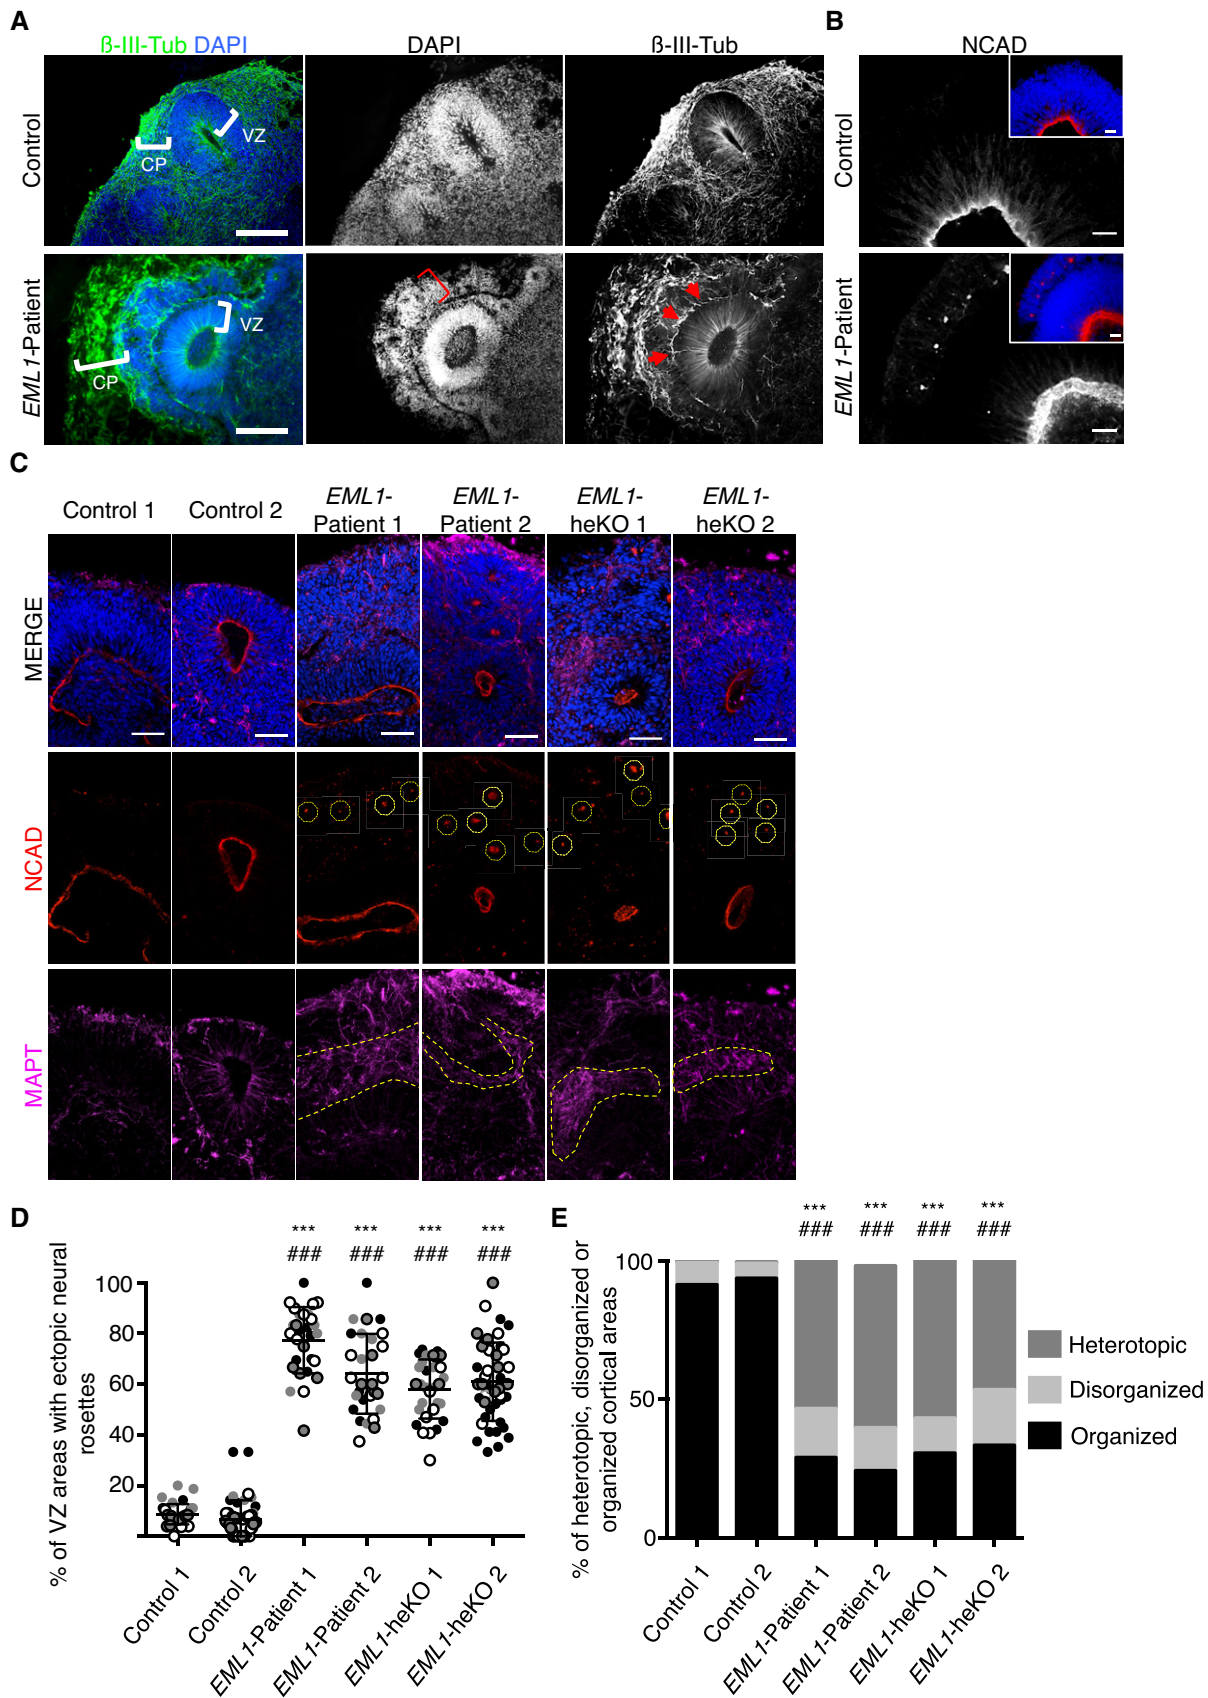 A
B
ß-III-Tub DAPI
DAPI
ß-III-Tub
NCAD
Control
VZ
CP
Control
EML1-Patient
VZ
CP
EML1-Patient
C
Control 1
Control 2
EML1-
Patient 1
EML1-
Patient 2
EML1-
heKO 1
EML1-
heKO 2
MERGE
NCAD
MAPT
D
% of VZ areas with ectopic neural
rosettes
*** *** *** ***
### ### ### ###
100
80
60
40
20
Control 1
Control 2
EML1-Patient 1
EML1-Patient 2
EML1-heKO 1
EML1-heKO 2
E
% of heterotopic, disorganized or
organized cortical areas
*** *** *** ***
### ### ### ###
100
50
0
Control 1
Control 2
EML1-Patient 1
EML1-Patient 2
EML1-heKO 1
EML1-heKO 2
Heterotopic
Disorganized
Organized